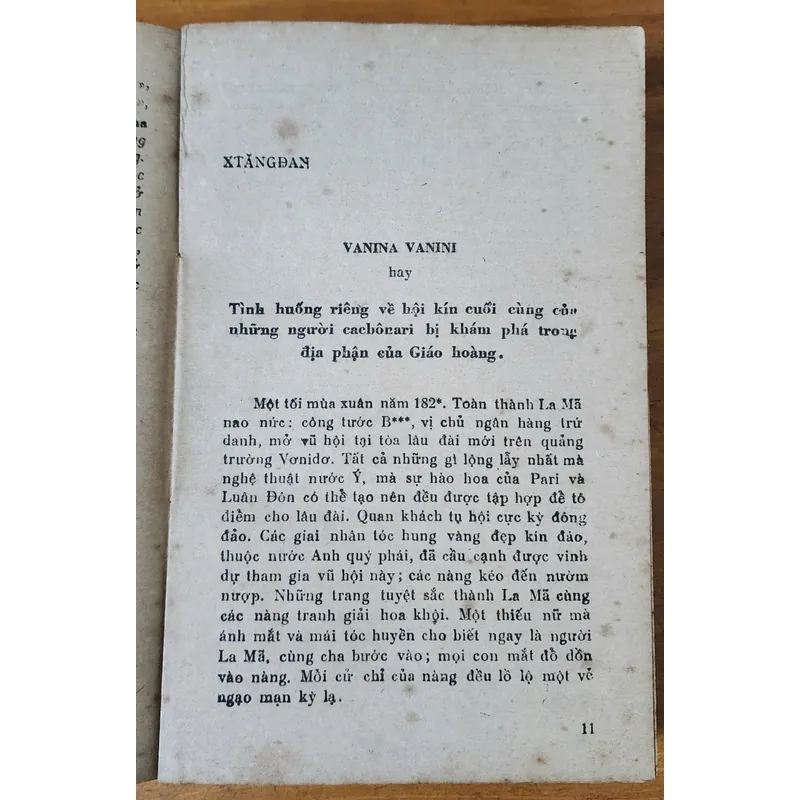 XTĂNGĐAN
VANINA VANINI
hay
Tình huống riêng về hội kín cuối cùng của
những người cacbônari bị khám phá trong
địa phận của Giáo hoàng.
Một tối mùa xuân năm 182*. Toàn thành La Mã
nao nức: công tước B***, vị chủ ngân hàng trứ
danh, mở vũ hội tại tòa lâu đài mới trên quảng
trường Vơnidơ. Tất cả những gì lộng lẫy nhất mà
nghệ thuật nước Ý, mà sự hào hoa của Pari và
Luân Đôn có thể tạo nên đều được tập hợp để tô
điểm cho lâu đài. Quan khách tụ hội cực kỳ đông
đảo. Các giai nhân tóc hung vàng đẹp kín đáo,
thuộc nước Anh quý phái, đã cầu cạnh được vinh
dự tham gia vũ hội này; các nàng kéo đến nườm
nượp. Những trang tuyệt sắc thành La Mã cùng
các nàng tranh giải hoa khôi. Một thiếu nữ mà
ánh mắt và mái tóc huyền cho biết ngay là người
La Mã, cùng cha bước vào; mọi con mắt đổ dồn
vào nàng. Mỗi cử chỉ của nàng đều lồ lộ một vẻ
ngạo mạn kỳ lạ.
11